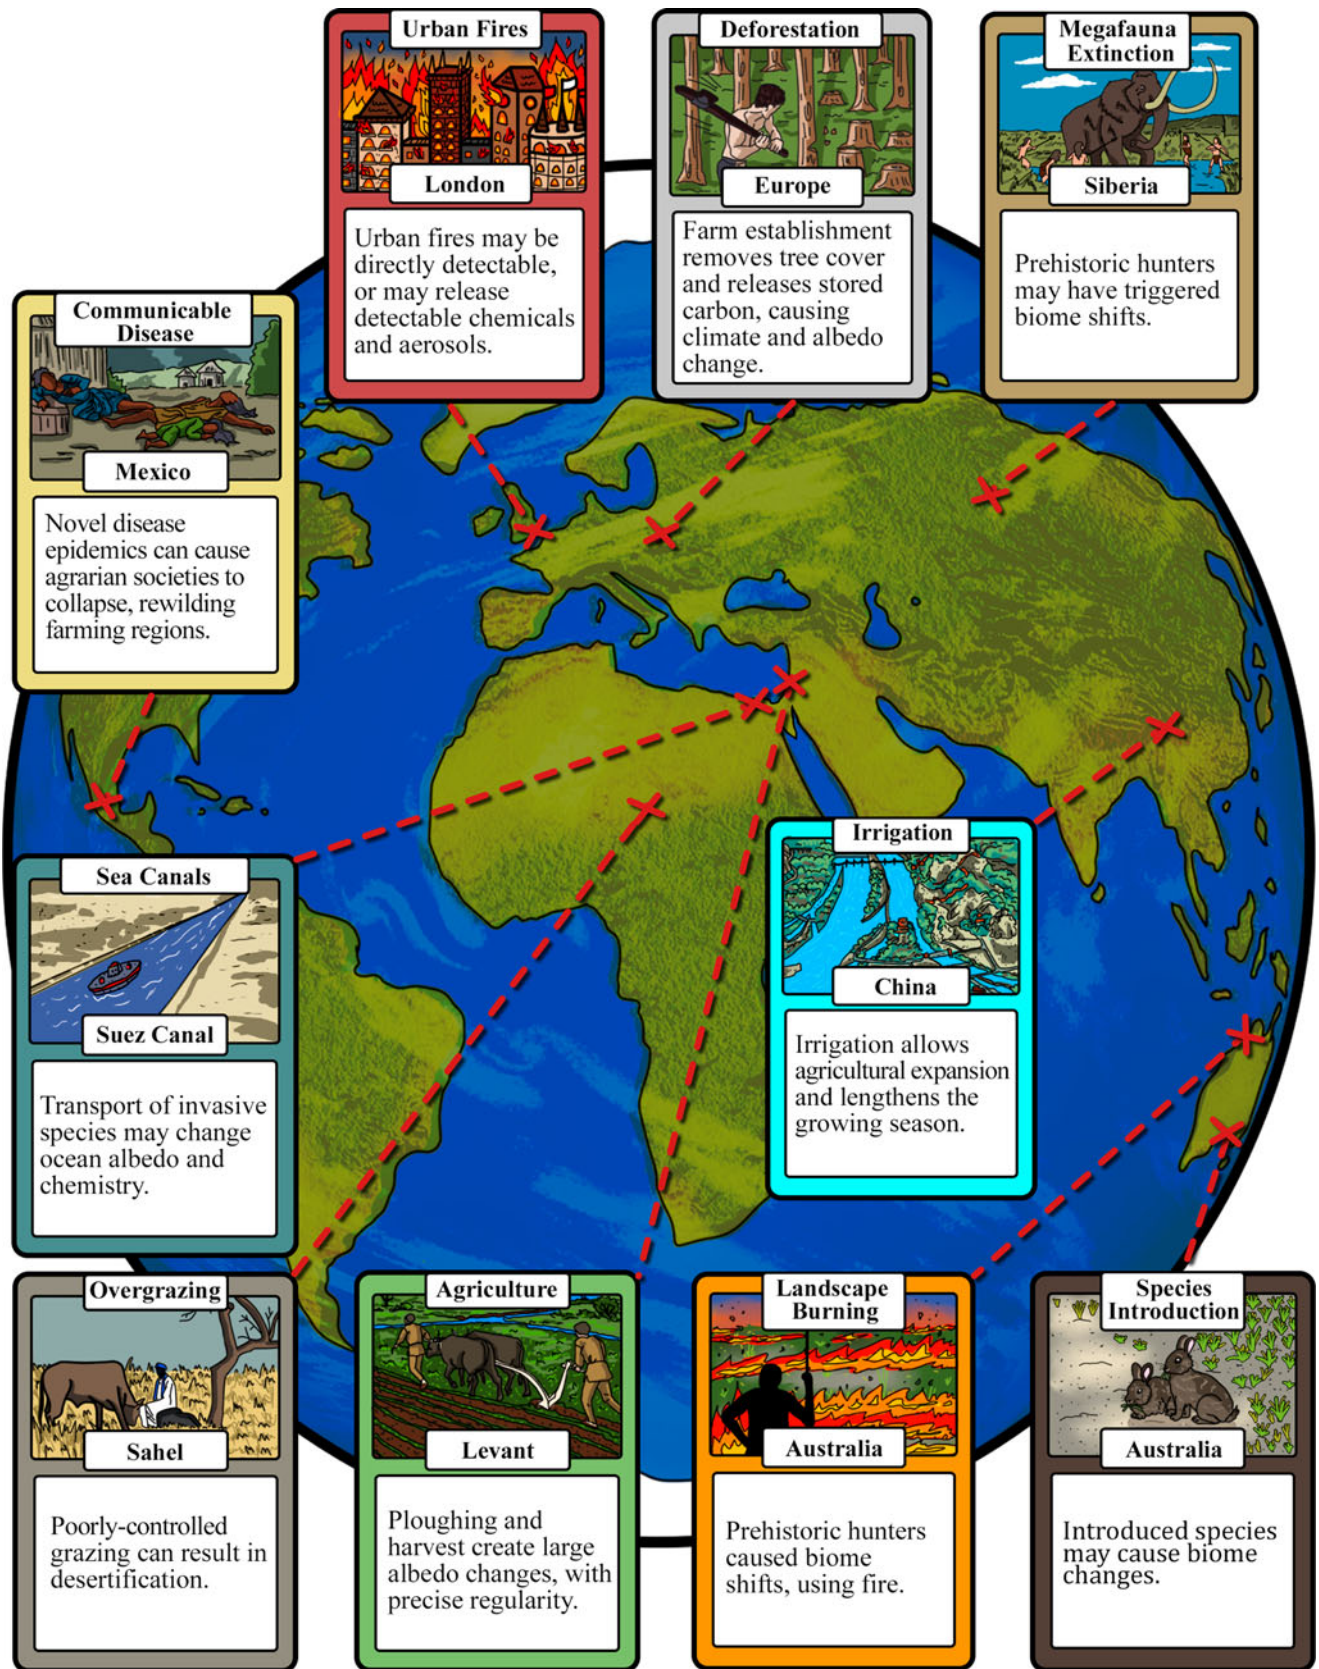 Urban Fires
London
Urban fires may be
directly detectable,
or may release
detectable chemicals
and aerosols.
Deforestation
Europe
Farm establishment
removes tree cover
and releases stored
carbon, causing
climate and albedo
change.
Megafauna
Extinction
Siberia
Prehistoric hunters
may have triggered
biome shifts.
Communicable
Disease
Mexico
Novel disease
epidemics can cause
agrarian societies to
collapse, rewilding
farming regions.
Sea Canals
Suez Canal
Transport of invasive
species may change
ocean albedo and
chemistry.
Irrigation
China
Irrigation allows
agricultural expansion
and lengthens the
growing season.
Overgrazing
Sahel
Poorly-controlled
grazing can result in
desertification.
Agriculture
Levant
Ploughing and
harvest create large
albedo changes, with
precise regularity.
Landscape
Burning
Australia
Prehistoric hunters
caused biome
shifts, using fire.
Species
Introduction
Australia
Introduced species
may cause biome
changes.